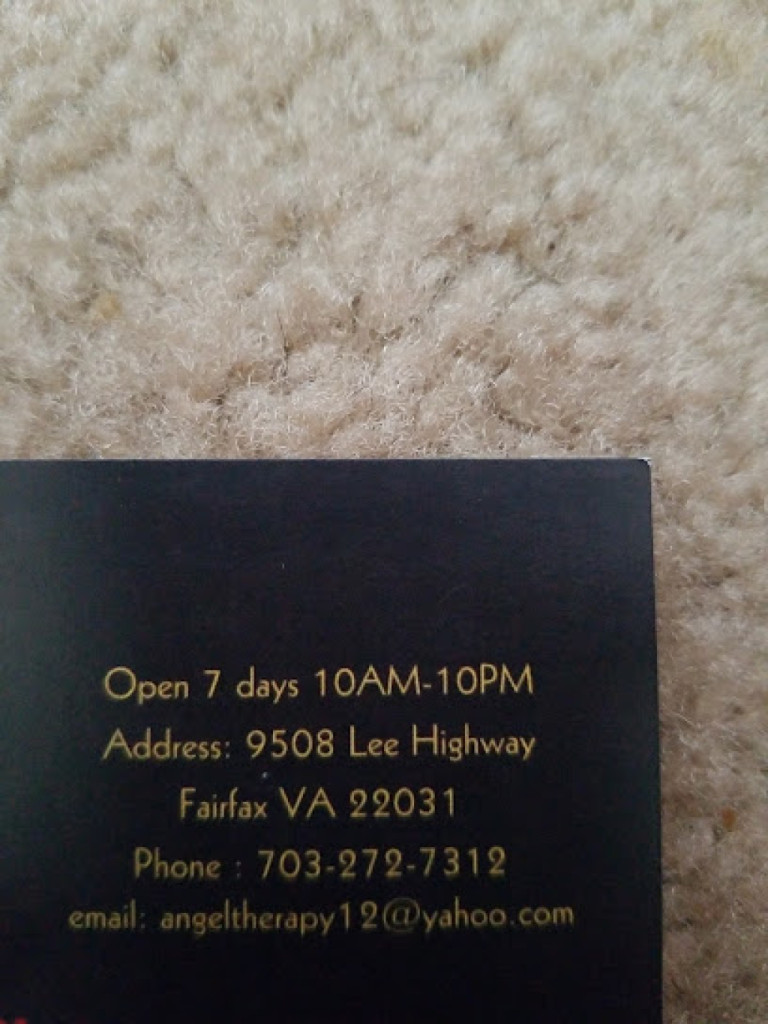 Open 7 days 10AM-10PM
Address: 9508 Lee Highway
Fairfax VA 22031
Phone : 703-272-7312
email: angeltherapy12@yahoo.com